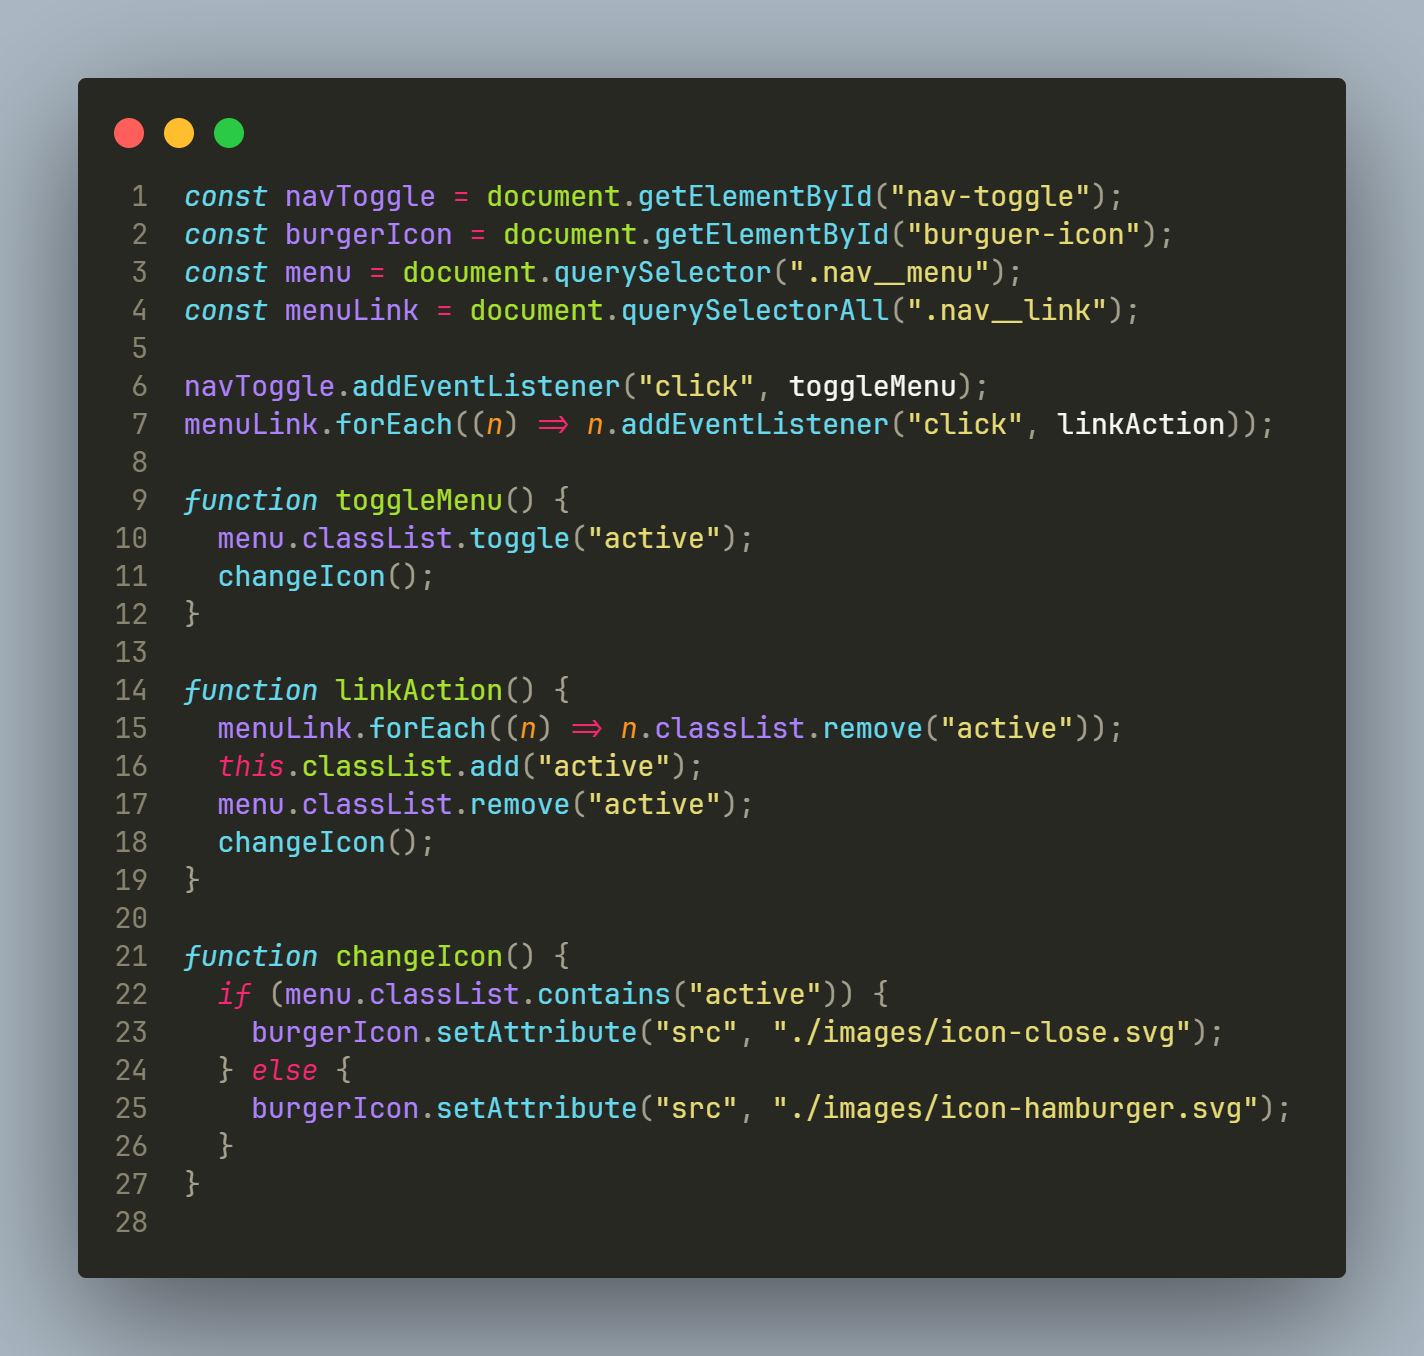 1 const navToggle = document.getElementById("nav-toggle");
2 const burgerIcon = document.getElementById("burguer-icon");
3 const menu = document.querySelector(".nav__menu");
4 const menuLink = document.querySelectorAll(".nav__link");
5
6 navToggle.addEventListener("click", toggleMenu);
7 menuLink.forEach((n) => n.addEventListener("click", linkAction));
8
9 function toggleMenu() {
10   menu.classList.toggle("active");
11   changeIcon();
12 }
13
14 function linkAction() {
15   menuLink.forEach((n) => n.classList.remove("active"));
16   this.classList.add("active");
17   menu.classList.remove("active");
18   changeIcon();
19 }
20
21 function changeIcon() {
22   if (menu.classList.contains("active")) {
23     burgerIcon.setAttribute("src", "./images/icon-close.svg");
24   } else {
25     burgerIcon.setAttribute("src", "./images/icon-hamburger.svg");
26   }
27 }
28